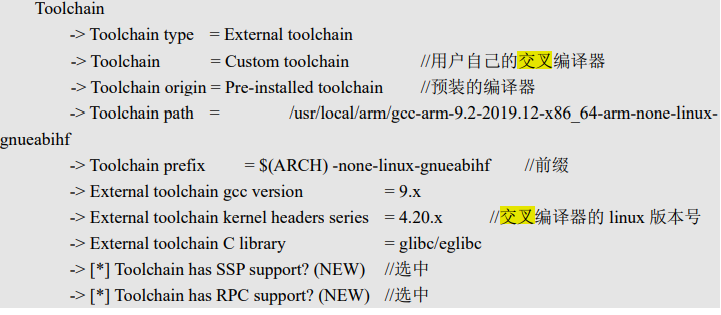 Toolchain
-> Toolchain type = External toolchain
-> Toolchain = Custom toolchain //用户自己的交叉编译器
-> Toolchain origin = Pre-installed toolchain //预装的编译器
-> Toolchain path = /usr/local/arm/gcc-arm-9.2-2019.12-x86_64-arm-none-linux-
gnueabihf
-> Toolchain prefix = $(ARCH) -none-linux-gnueabihf //前缀
-> External toolchain gcc version = 9.x
-> External toolchain kernel headers series = 4.20.x //交叉编译器的 linux 版本号
-> External toolchain C library = glibc/eglibc
-> [*] Toolchain has SSP support? (NEW) //选中
-> [*] Toolchain has RPC support? (NEW) //选中